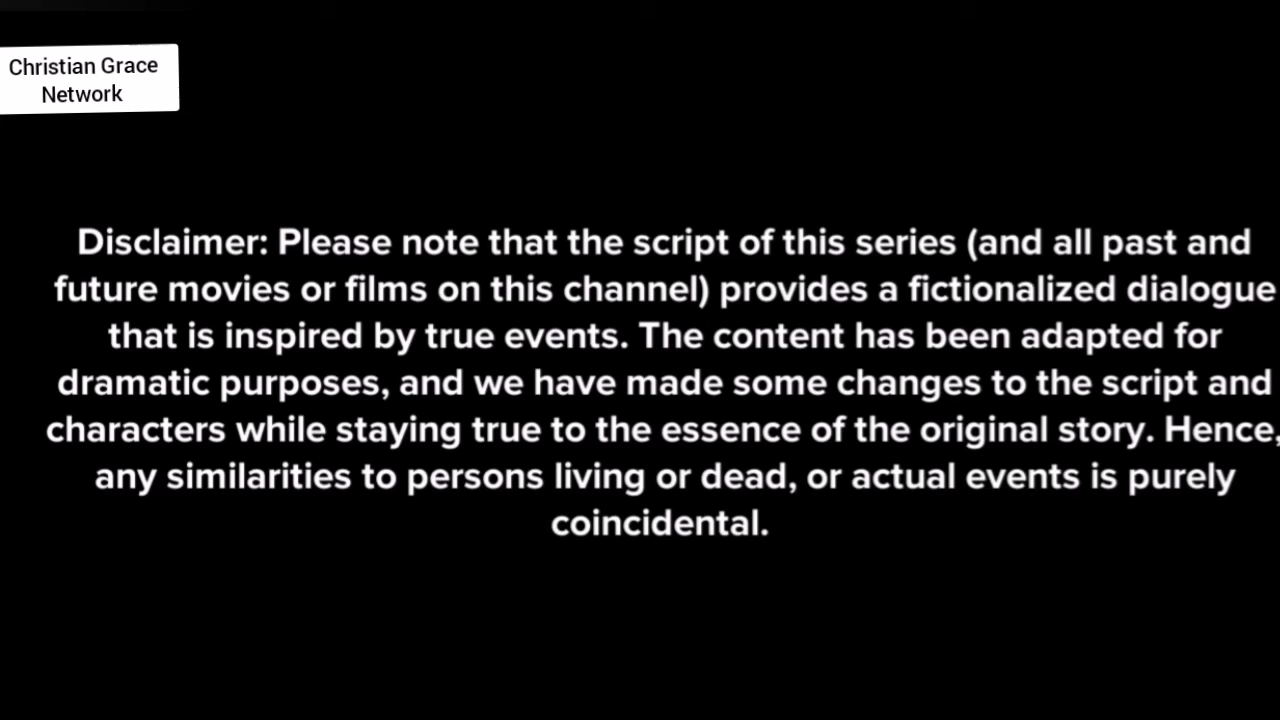 Christian Grace
Network
Disclaimer: Please note that the script of this series (and all past and
future movies or films on this channel) provides a fictionalized dialogue
that is inspired by true events. The content has been adapted for
dramatic purposes, and we have made some changes to the script and
characters while staying true to the essence of the original story. Hence,
any similarities to persons living or dead, or actual events is purely
coincidental.